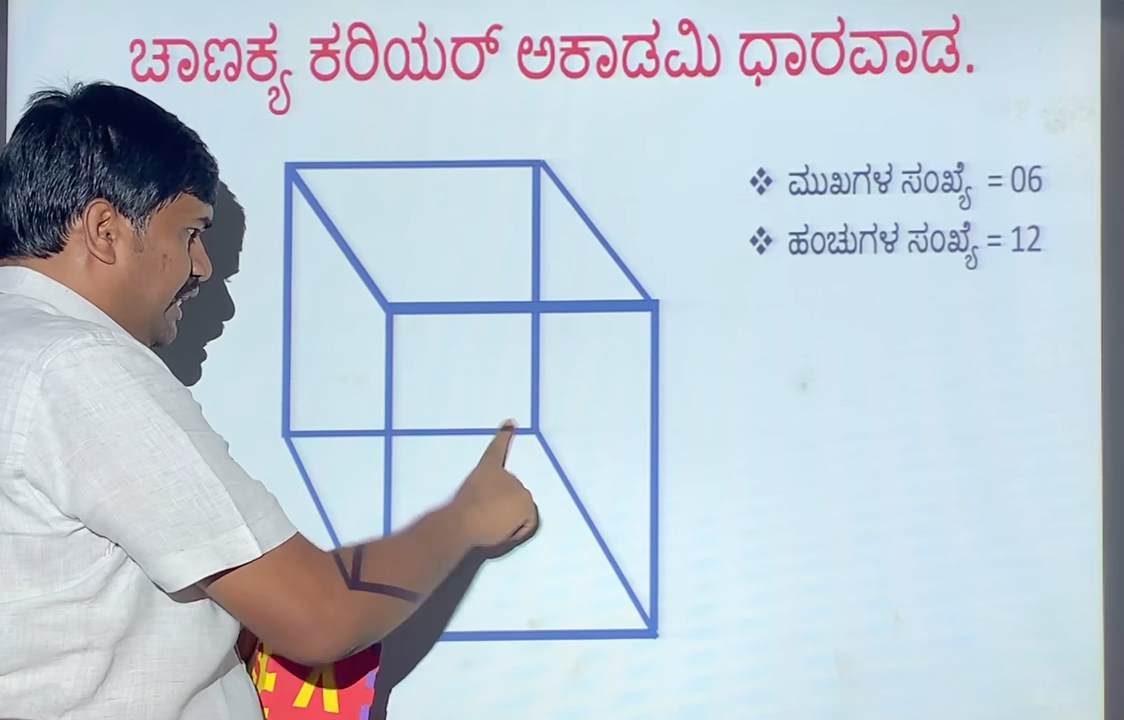 ಚಾಣಕ್ಯ ಕರಿಯರ್ ಅಕಾಡಮಿ ಧಾರವಾಡ.
❖ ಮುಖಗಳ ಸಂಖ್ಯೆ = 06
❖ ಹಂಚುಗಳ ಸಂಖ್ಯೆ = 12